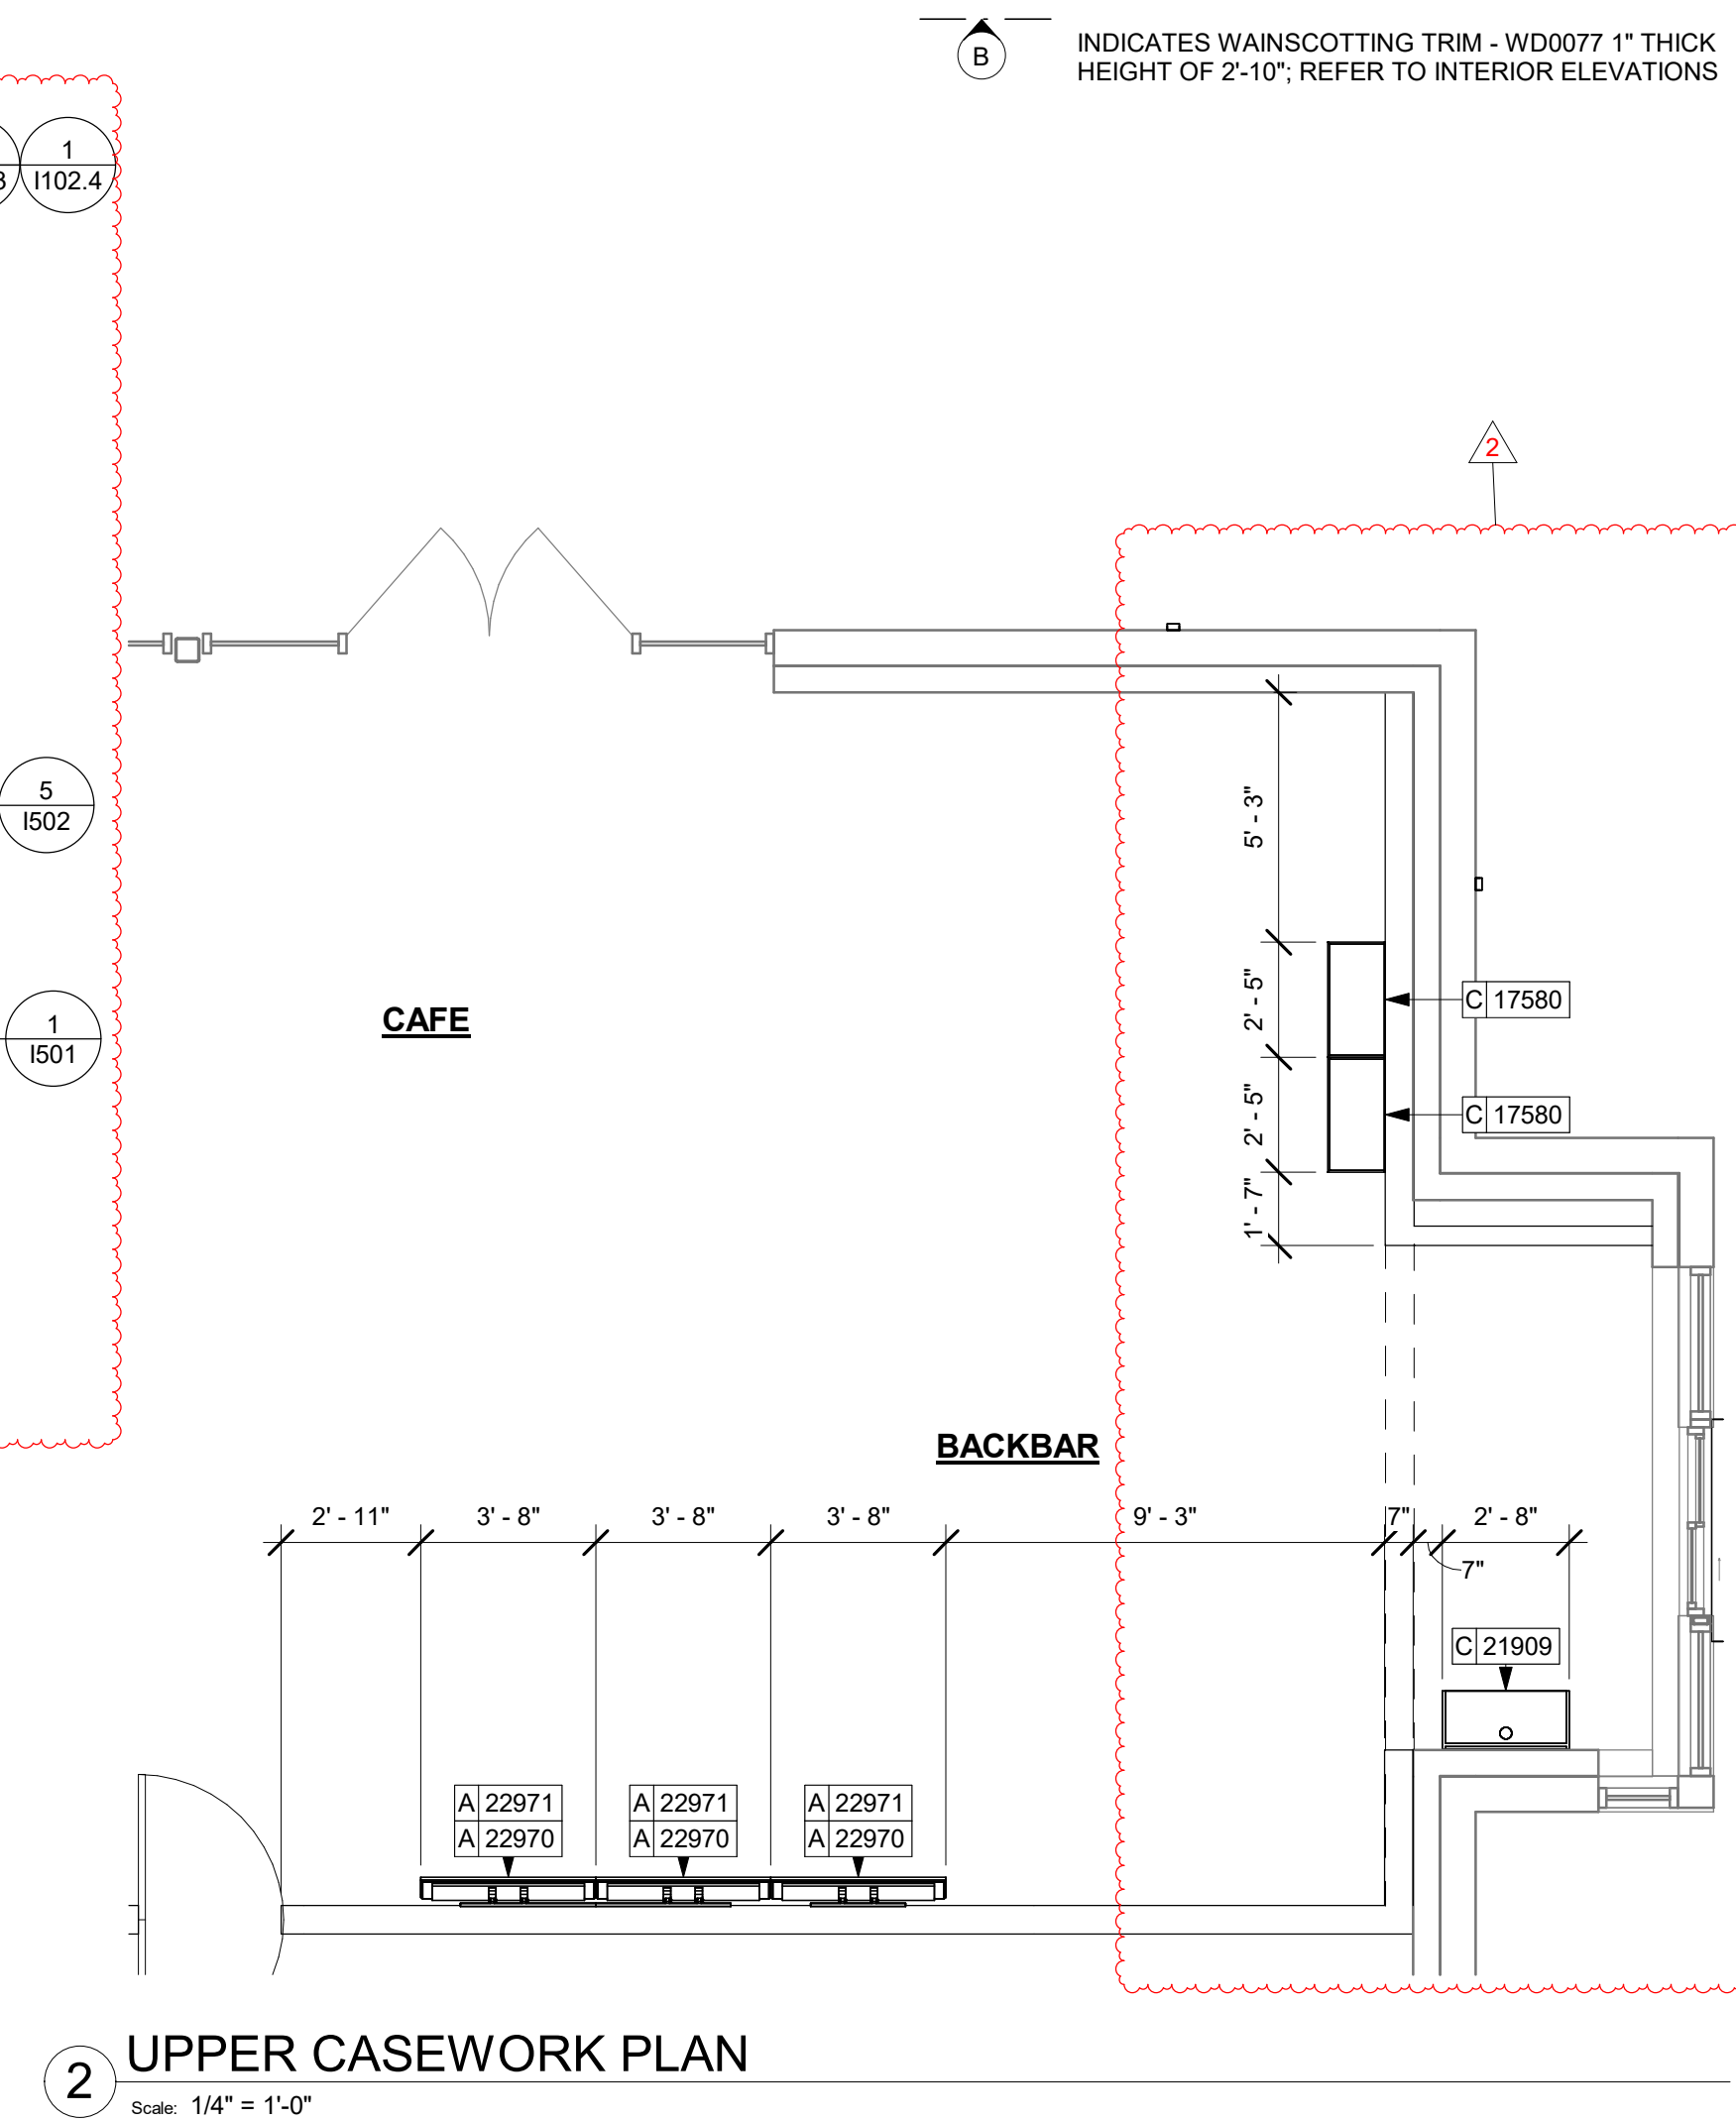 B
INDICATES WAINSCOTTING TRIM - WD0077 1" THICK
HEIGHT OF 2'-10"; REFER TO INTERIOR ELEVATIONS
1
I102.4
3
2
5
I502
5' - 3"
CAFE
2' - 5"
C 17580
1
I501
2' - 5"
C 17580
1' - 7"
BACKBAR
2' - 11"
3' - 8"
3' - 8"
3' - 8"
9' - 3"
7"
2' - 8"
7"
C 21909
A 22971
A 22970
A 22971
A 22970
A 22971
A 22970
2
UPPER CASEWORK PLAN
Scale: 1/4" = 1'-0"